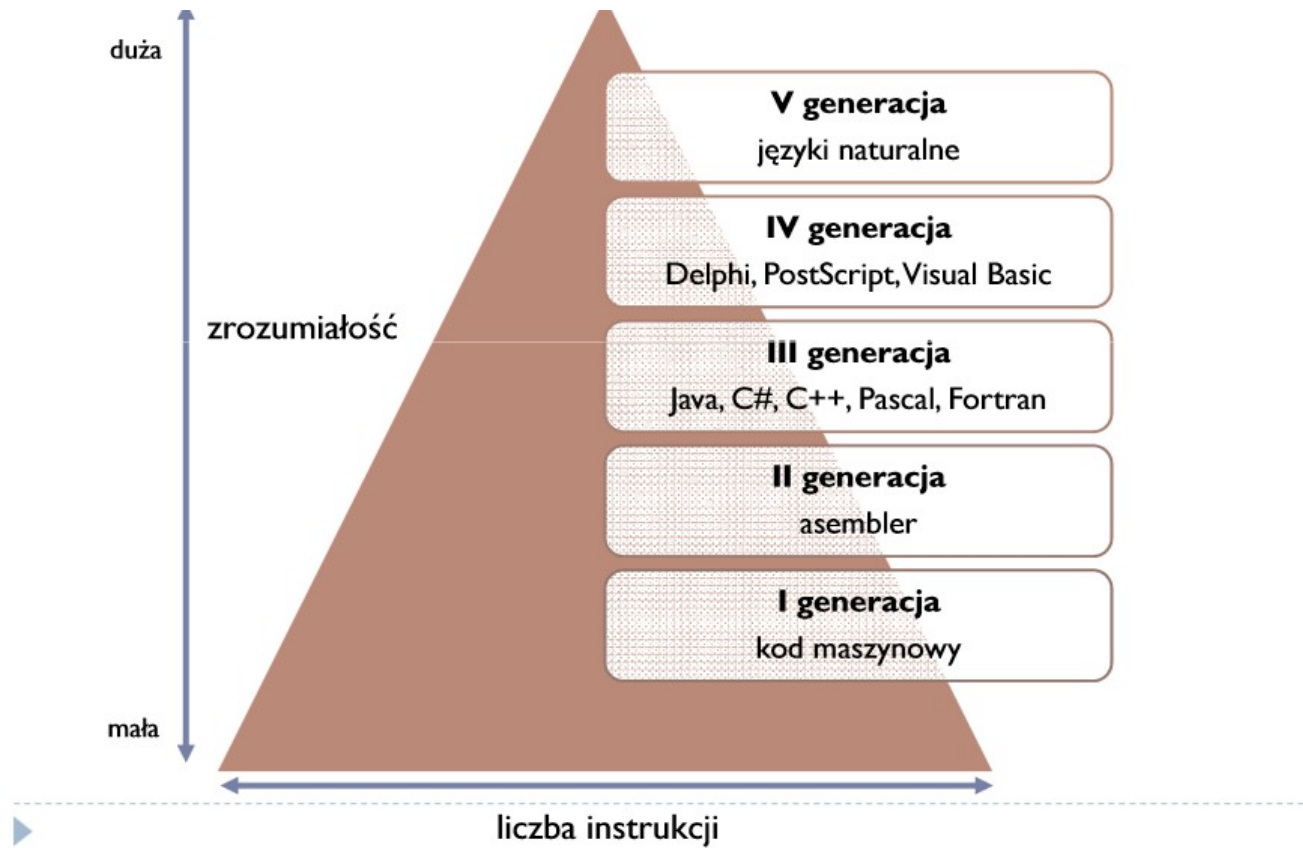 duża
V generacja
języki naturalne
IV generacja
Delphi, PostScript, Visual Basic
zrozumiałość
III generacja
Java, C#, C++, Pascal, Fortran
II generacja
asembler
I generacja
kod maszynowy
mała
liczba instrukcji